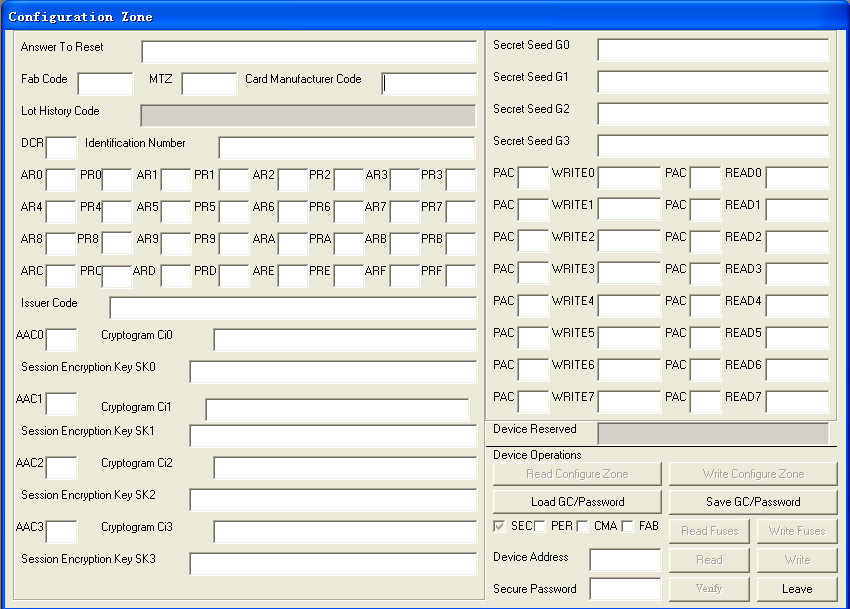 Configuration Zone
Answer To Reset
Fab Code MTZ Card Manufacturer Code
Lot History Code
DCR Identification Number
AR0 PR0 AR1 PR1 AR2 PR2 AR3 PR3
AR4 PR4 AR5 PR5 AR6 PR6 AR7 PR7
AR8 PR8 AR9 PR9 ARA PRA ARB PRB
ARC PRC ARD PRD ARE PRE ARF PRF
Issuer Code
AAC0 Cryptogram Ci0
Session Encryption Key SK0
AAC1 Cryptogram Ci1
Session Encryption Key SK1
AAC2 Cryptogram Ci2
Session Encryption Key SK2
AAC3 Cryptogram Ci3
Session Encryption Key SK3
Secret Seed G0
Secret Seed G1
Secret Seed G2
Secret Seed G3
PAC WRITE0 PAC READ0
PAC WRITE1 PAC READ1
PAC WRITE2 PAC READ2
PAC WRITE3 PAC READ3
PAC WRITE4 PAC READ4
PAC WRITE5 PAC READ5
PAC WRITE6 PAC READ6
PAC WRITE7 PAC READ7
Device Reserved
Device Operations
Read Configure Zone Write Configure Zone
Load GC/Password Save GC/Password
SEC PER CMA FAB Read Fuses Write Fuses
Device Address Read Write
Secure Password Verify Leave